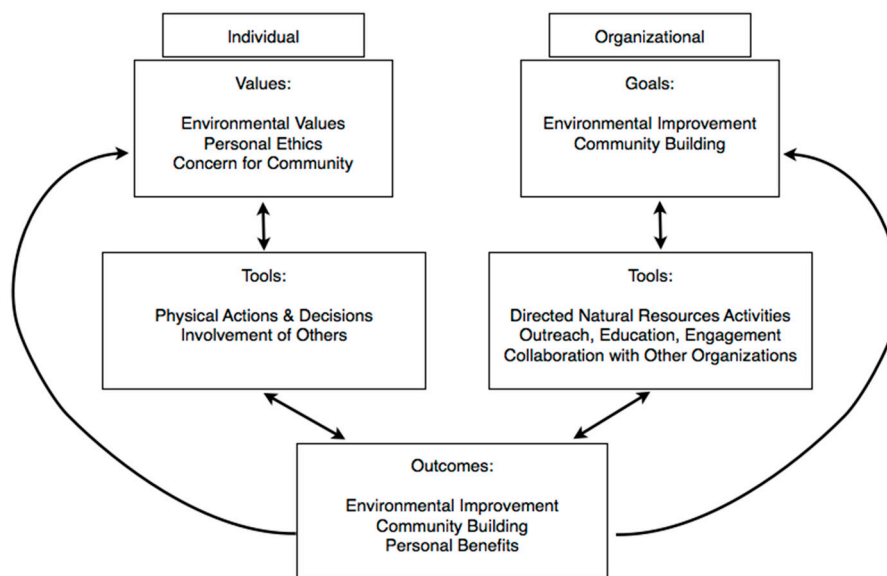 Individual
Values:
Environmental Values
Personal Ethics
Concern for Community
Tools:
Physical Actions & Decisions
Involvement of Others
Organizational
Goals:
Environmental Improvement
Community Building
Tools:
Directed Natural Resources Activities
Outreach, Education, Engagement
Collaboration with Other Organizations
Outcomes:
Environmental Improvement
Community Building
Personal Benefits